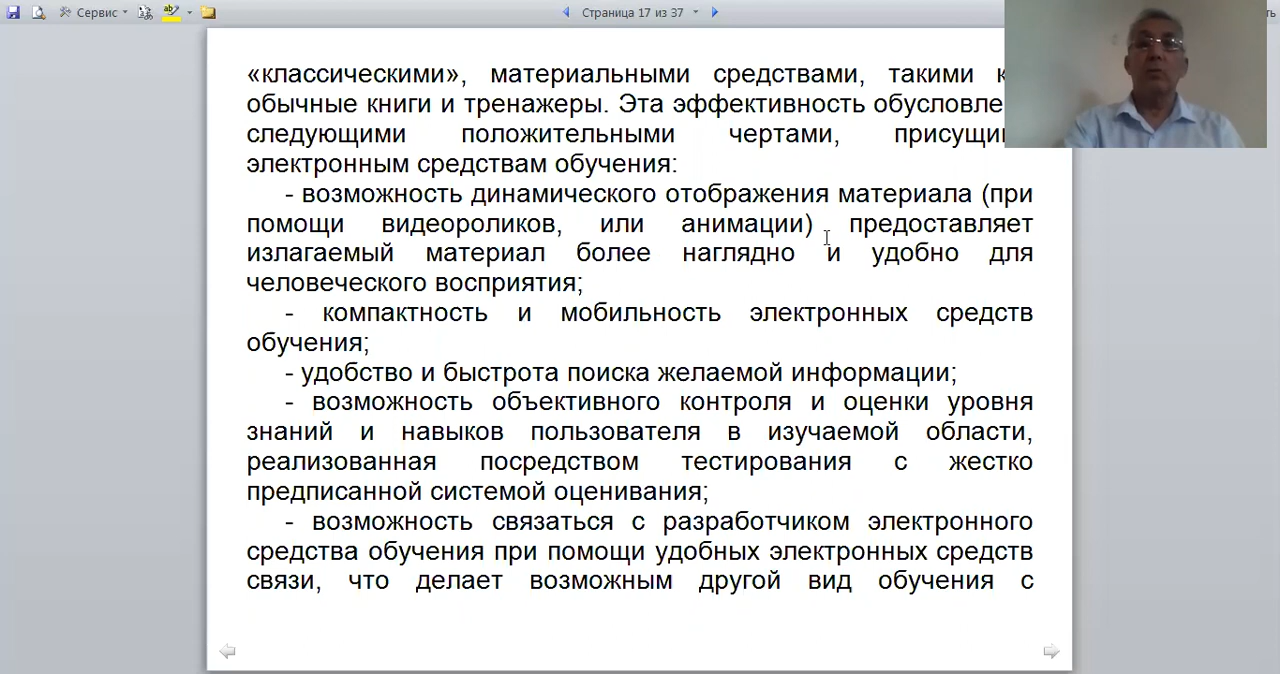 Сервис
Страница 17 из 37
«классическими», материальными средствами, такими
обычные книги и тренажеры. Эта эффективность
следующими положительными чертами,
электронным средствам обучения:
- возможность динамического отображения материала (при
помощи видеороликов, или анимации) предоставляет
излагаемый материал более наглядно и удобно для
человеческого восприятия;
- компактность и мобильность электронных средств
обучения;
- удобство и быстрота поиска желаемой информации;
- возможность объективного контроля и оценки уровня
знаний и навыков пользователя в изучаемой области,
реализованная посредством тестирования с жестко
предписанной системой оценивания;
- возможность связаться с разработчиком электронного
средства обучения при помощи удобных электронных средств
связи, что делает возможным другой вид обучения с